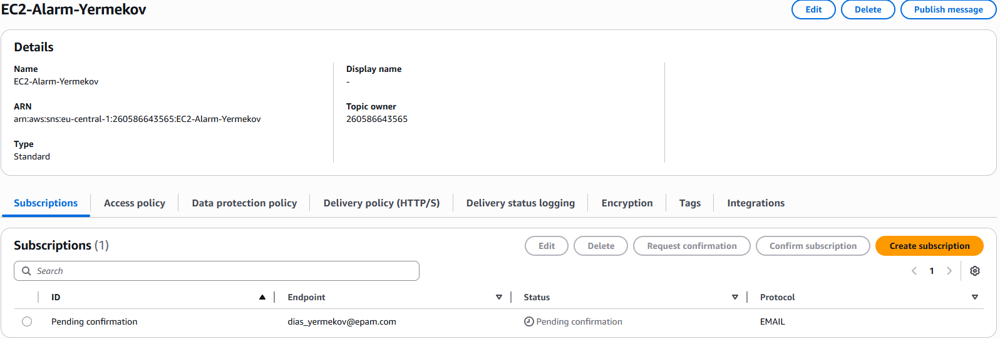 EC2-Alarm-Yermekov
Edit
Delete
Publish message
Details
Name
EC2-Alarm-Yermekov
Display name
-
ARN
arn:aws:sns:eu-central-1:260586643565:EC2-Alarm-Yermekov
Topic owner
260586643565
Type
Standard
Subscriptions
Access policy
Data protection policy
Delivery policy (HTTP/S)
Delivery status logging
Encryption
Tags
Integrations
Subscriptions (1)
Edit
Delete
Request confirmation
Confirm subscription
Create subscription
Search
1
ID
Endpoint
Status
Protocol
Pending confirmation
dias_yermekov@epam.com
Pending confirmation
EMAIL